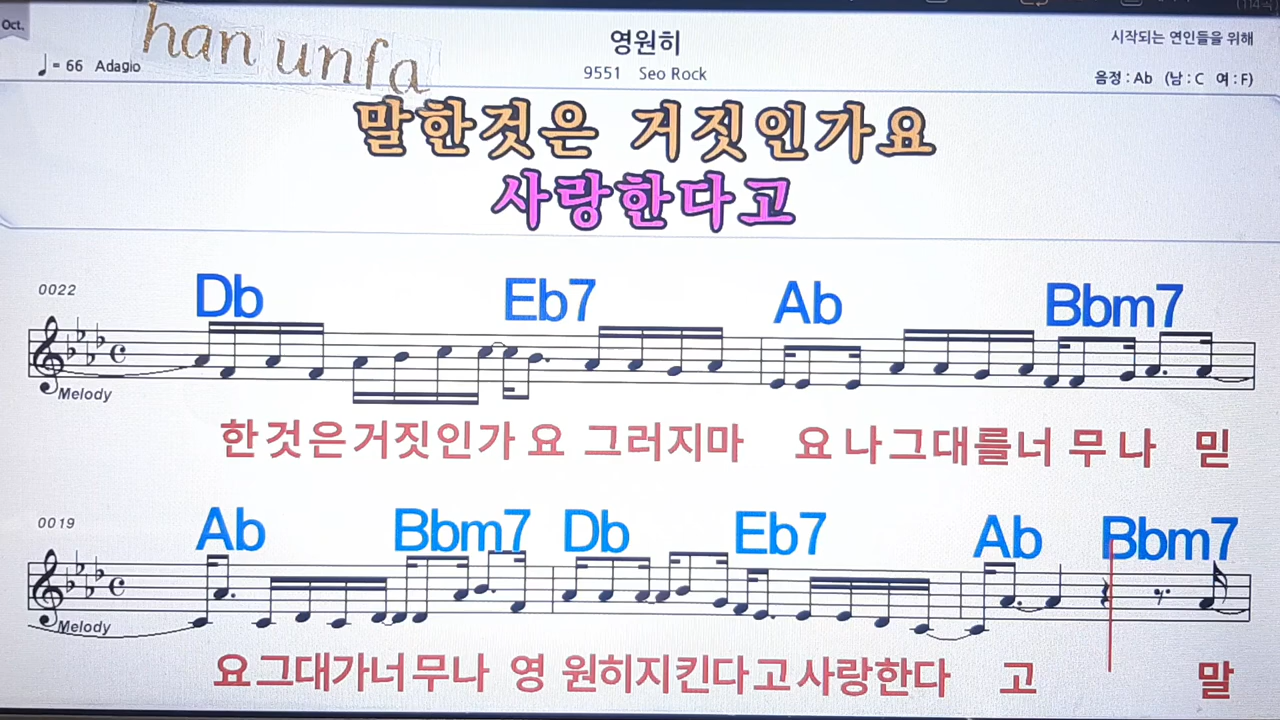 Oct.
han unfa
♩= 66 Adagio
영원히
9551 Seo Rock
시작되는 연인들을 위해
음정 : Ab (남 : C 여 : F)
말한것은 거짓인가요
사랑한다고
0022
Db Eb7 Ab Bbm7
Melody
한것은거짓인가 요 그러지마 요 나그대를너 무 나 믿
0019
Ab Bbm7 Db Eb7 Ab Bbm7
Melody
요그대가너무나 영 원히지킨다고사랑한다 고 말